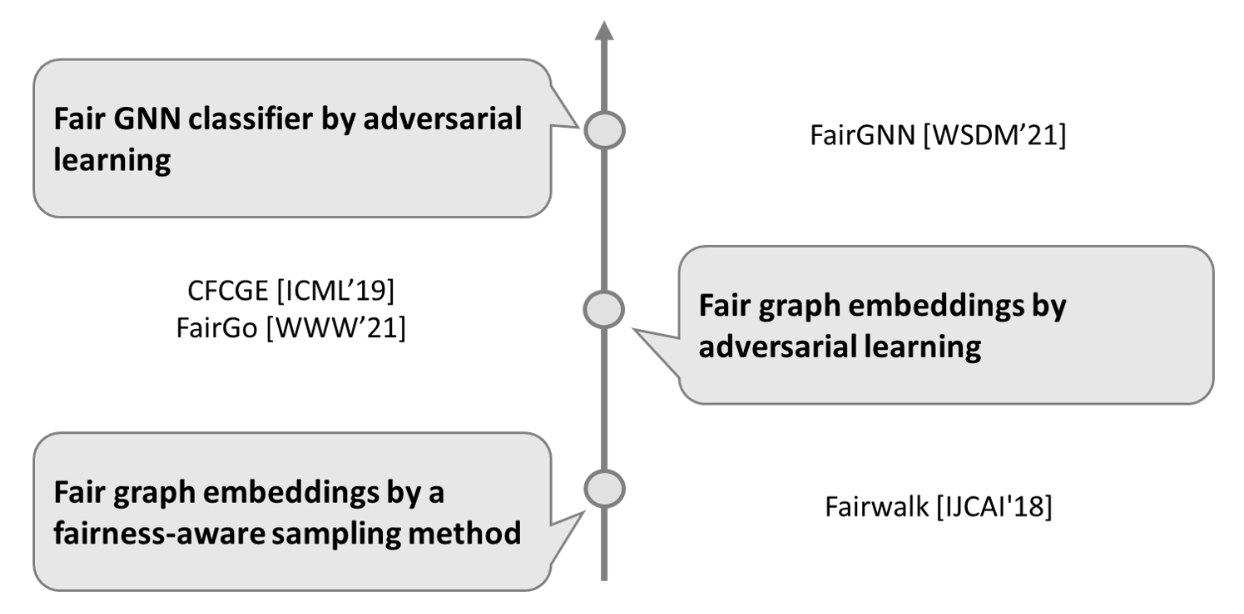 Fair GNN classifier by adversarial
learning
FairGNN [WSDM’21]
CFCGE [ICML’19]
FairGo [WWW’21]
Fair graph embeddings by
adversarial learning
Fair graph embeddings by a
fairness-aware sampling method
Fairwalk [IJCAI'18]